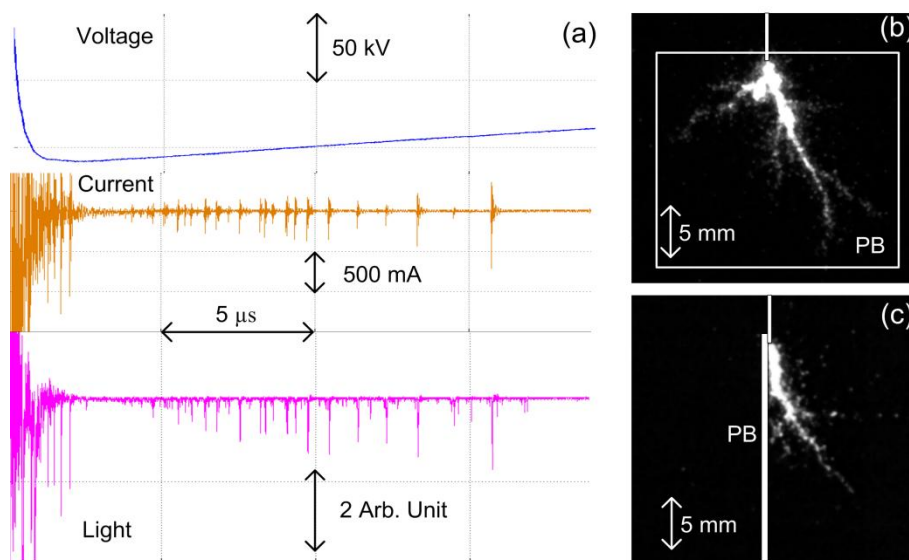 Voltage
50 kV
(a)
Current
500 mA
5 μs
2 Arb. Unit
Light
(b)
5 mm
PB
(c)
PB
5 mm